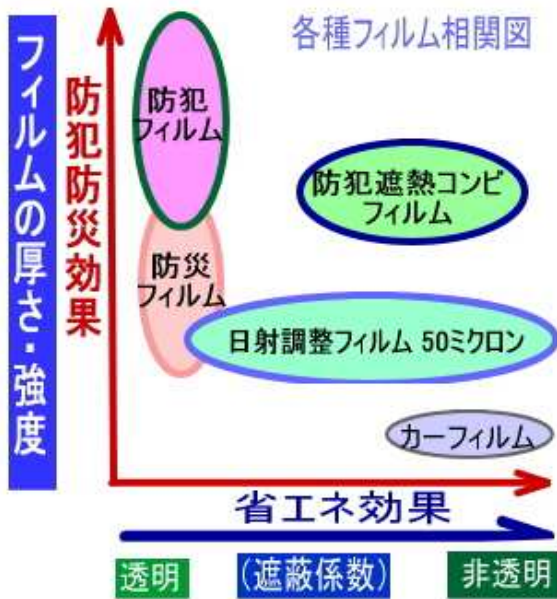 各種フィルム相関図
フィルムの厚さ・強度
防犯防災効果
防犯
フィルム
防犯遮熱コンビ
フィルム
防災
フィルム
日射調整フィルム 50ミクロン
カーフィルム
省エネ効果
透明
(遮蔽係数)
非透明